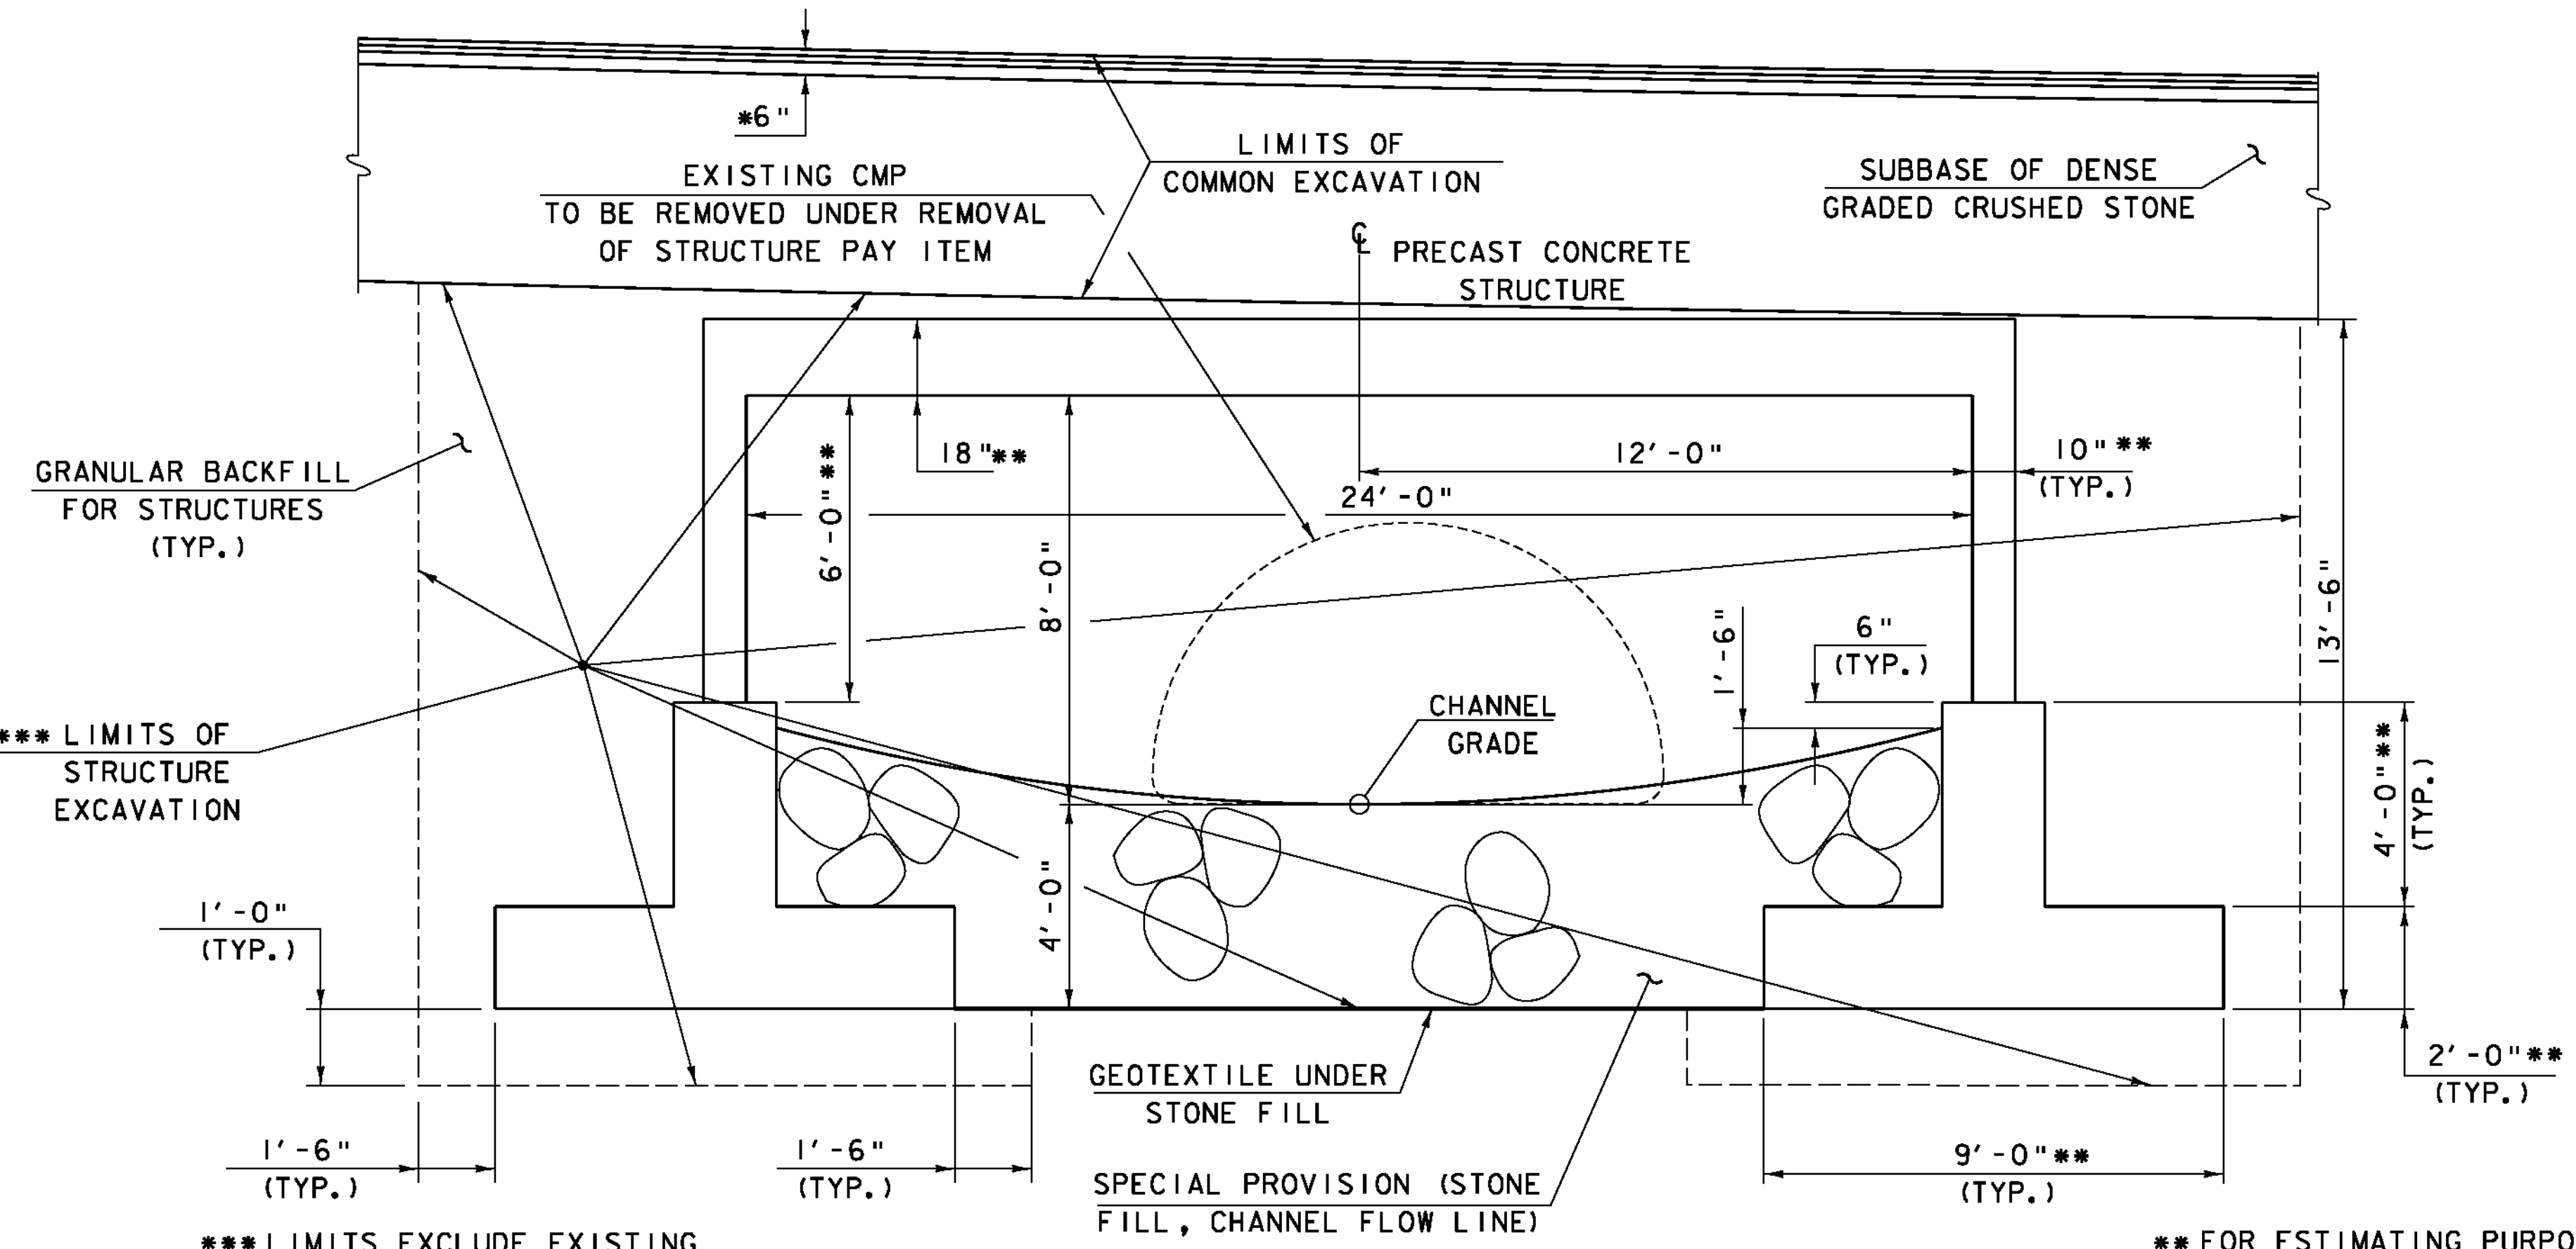 *6"
LIMITS OF
COMMON EXCAVATION
EXISTING CMP
TO BE REMOVED UNDER REMOVAL
OF STRUCTURE PAY ITEM
SUBBASE OF DENSE
GRADED CRUSHED STONE
℄ PRECAST CONCRETE
STRUCTURE
GRANULAR BACKFILL
FOR STRUCTURES
(TYP.)
6'-0"**
18"**
8'-0"
12'-0"
24'-0"
10"**
(TYP.)
13'-6"
1'-6"
6"
(TYP.)
CHANNEL
GRADE
*** LIMITS OF
STRUCTURE
EXCAVATION
4'-0"**
(TYP.)
1'-0"
(TYP.)
4'-0"
2'-0"**
(TYP.)
GEOTEXTILE UNDER
STONE FILL
1'-6"
(TYP.)
1'-6"
(TYP.)
9'-0"**
(TYP.)
SPECIAL PROVISION (STONE
FILL, CHANNEL FLOW LINE)
*** LIMITS EXCLUDE EXISTING
** FOR ESTIMATING